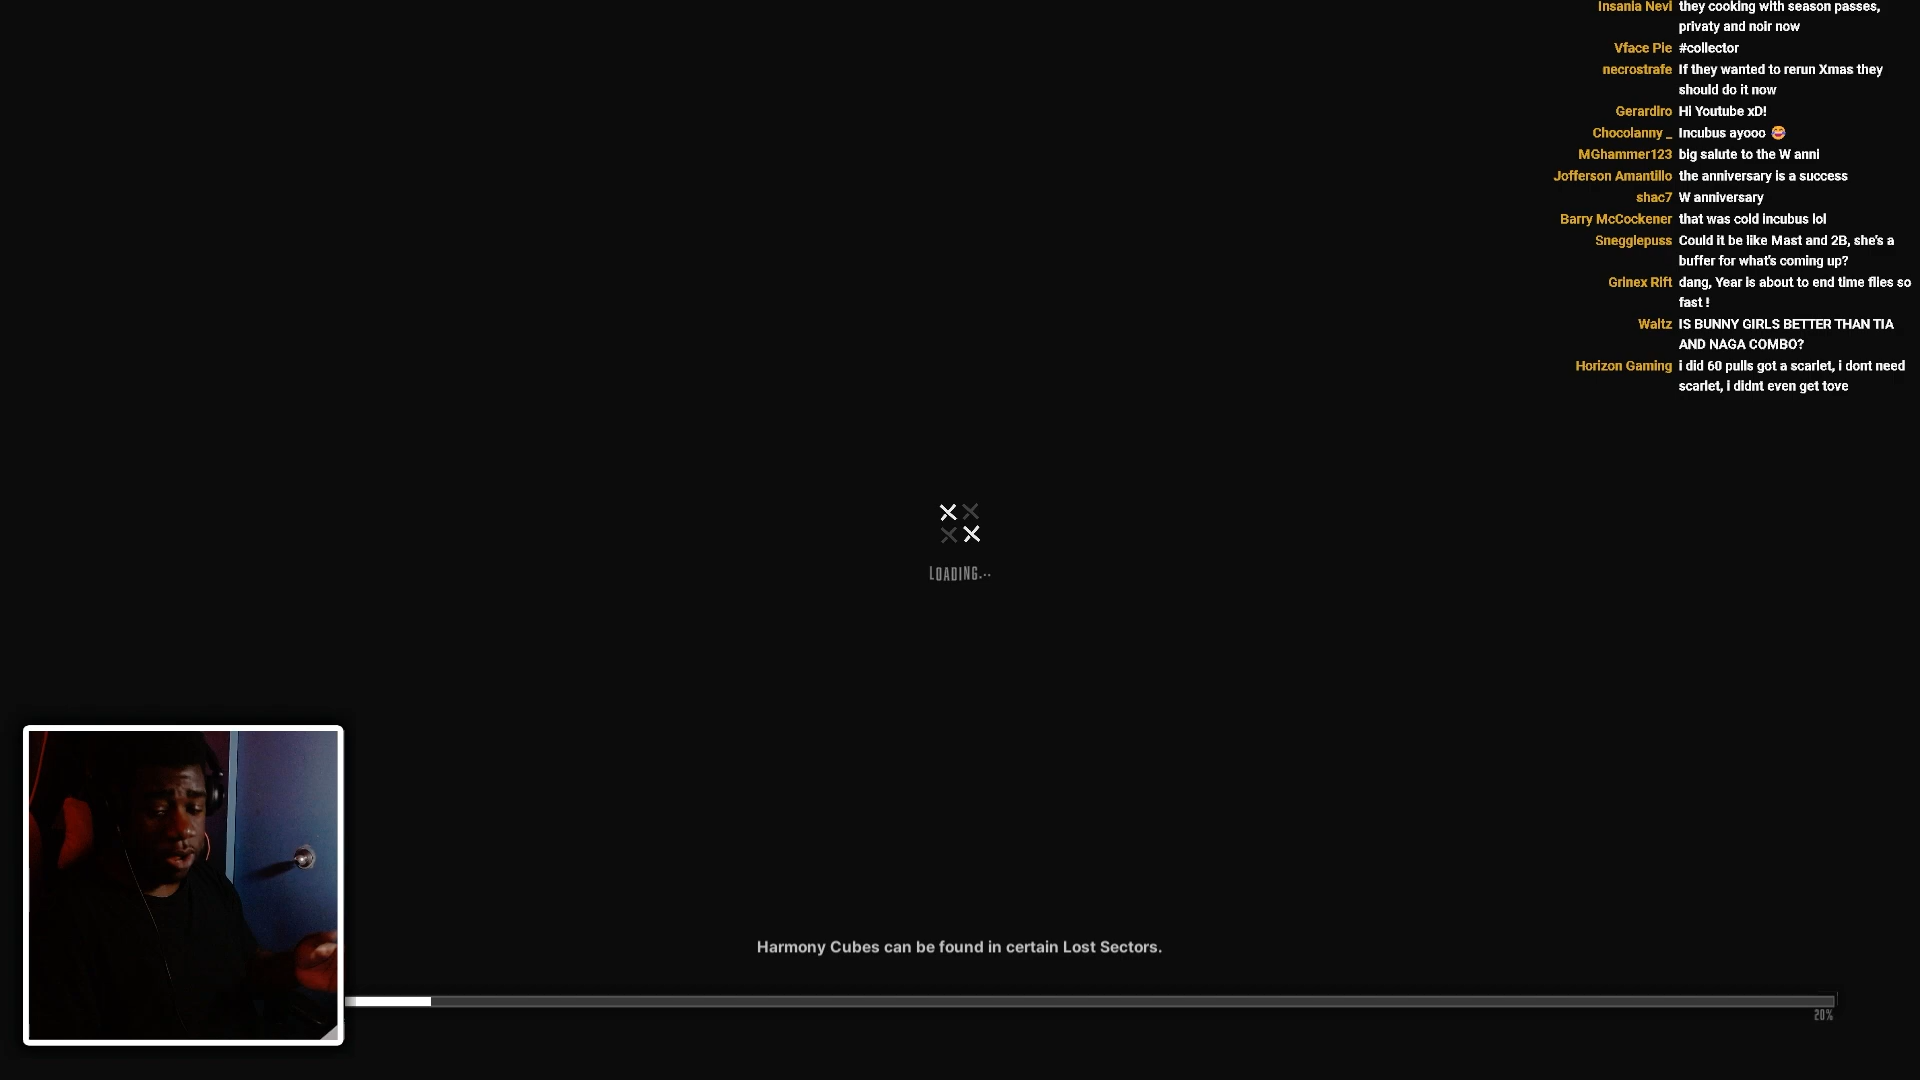 Insania Nevi they cooking with season passes,
privaty and noir now
Vface Pie #collector
necrostrafe If they wanted to rerun Xmas they
should do it now
Gerardiro Hi Youtube xD!
Chocolanny _ Incubus ayooo 😂
MGhammer123 big salute to the W anni
Jofferson Amantillo the anniversary is a success
shac7 W anniversary
Barry McCockener that was cold incubus lol
Snegglepuss Could it be like Mast and 2B, she's a
buffer for what's coming up?
Grinex Rift dang, Year is about to end time flies so
fast !
Waltz IS BUNNY GIRLS BETTER THAN TIA
AND NAGA COMBO?
Horizon Gaming i did 60 pulls got a scarlet, i dont need
scarlet, i didnt even get tove
LOADING...
Harmony Cubes can be found in certain Lost Sectors.
20%